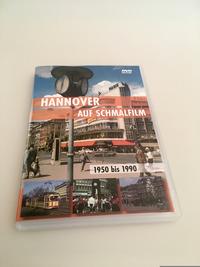 DVD
HANNOVER
AUF SCHMALFILM
1950 bis 1990